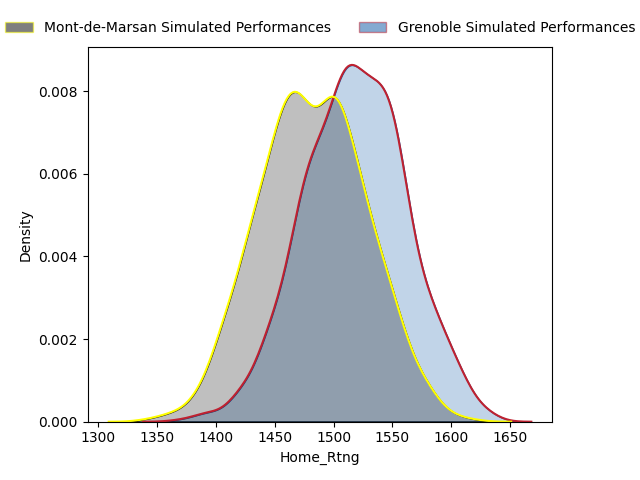 Mont-de-Marsan Simulated Performances Grenoble Simulated Performances
0.008
0.006
0.004
0.002
0.000
Density
1300 1350 1400 1450 1500 1550 1600 1650
Home_Rtng